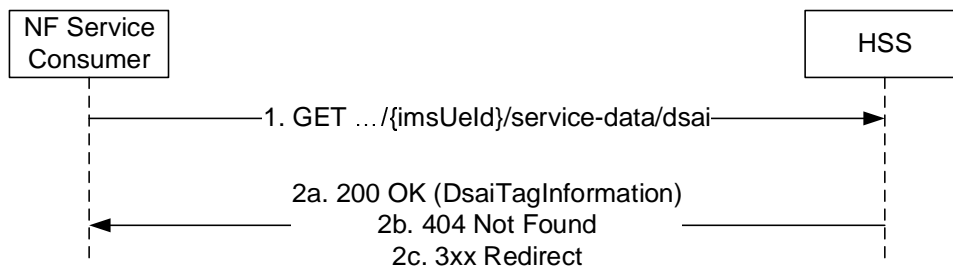 NF Service
Consumer
HSS
1. GET …/{imsUeId}/service-data/dsai
2a. 200 OK (DsaiTagInformation)
2b. 404 Not Found
2c. 3xx Redirect